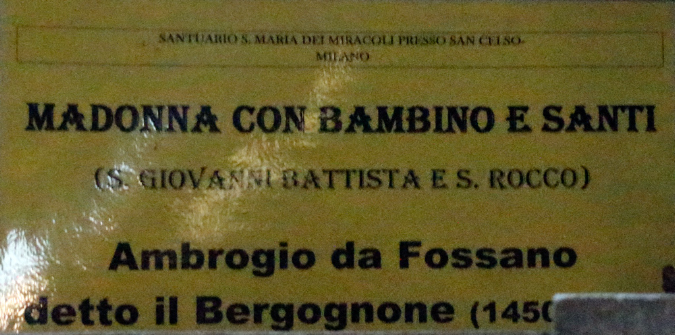 SANTUARIO S. MARIA DEI MIRACOLI PRESSO SAN CELSO-
MILANO
MADONNA CON BAMBINO E SANTI
(S. GIOVANNI BATTISTA E S. ROCCO)
Ambrogio da Fossano
detto il Bergognone (1450